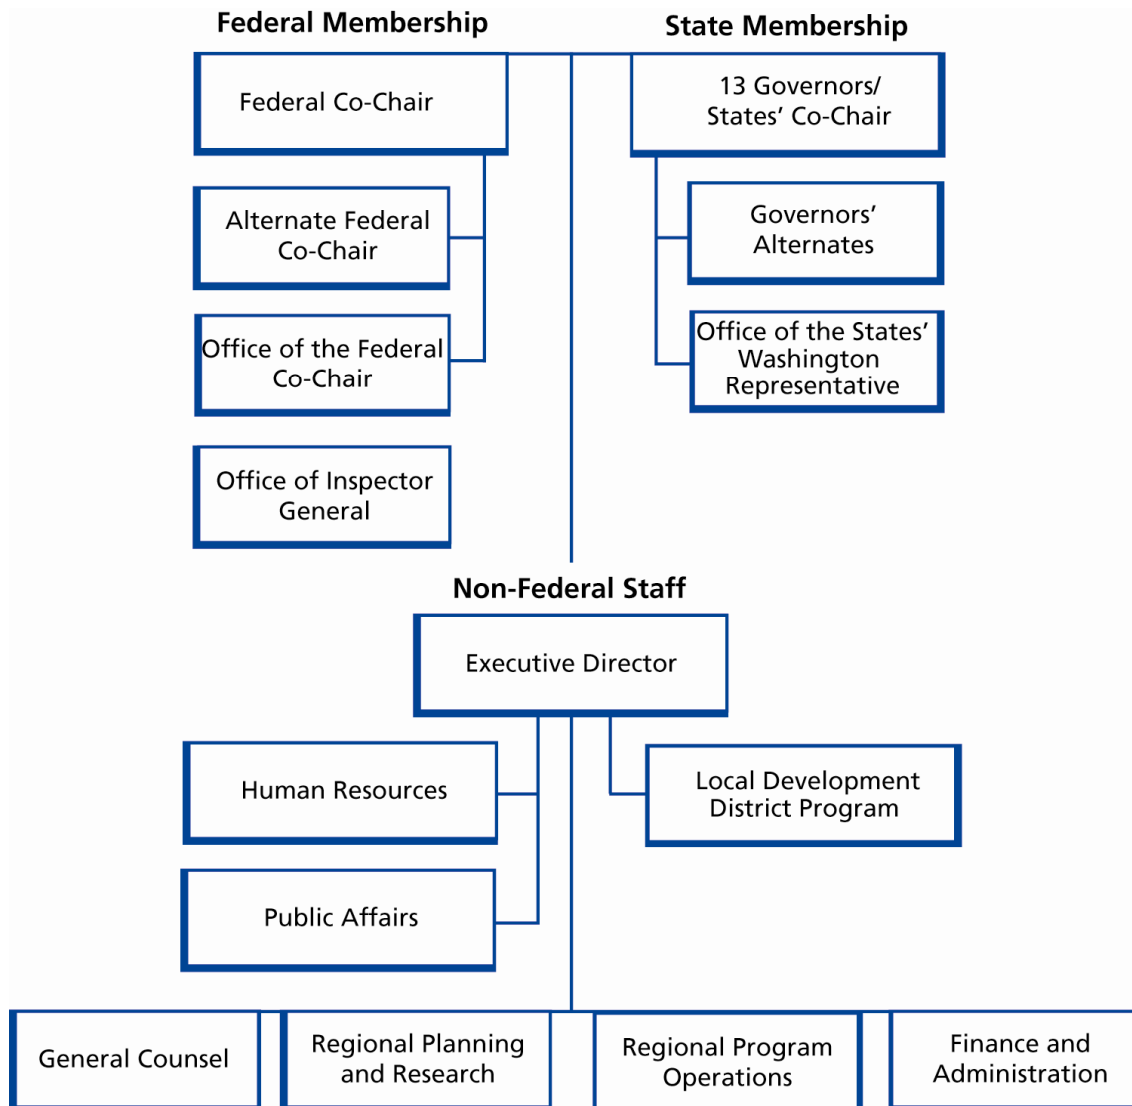 Federal Membership
State Membership
Federal Co-Chair
13 Governors/
States’ Co-Chair
Alternate Federal
Co-Chair
Governors’
Alternates
Office of the Federal
Co-Chair
Office of the States’
Washington
Representative
Office of Inspector
General
Non-Federal Staff
Executive Director
Human Resources
Local Development
District Program
Public Affairs
General Counsel
Regional Planning
and Research
Regional Program
Operations
Finance and
Administration